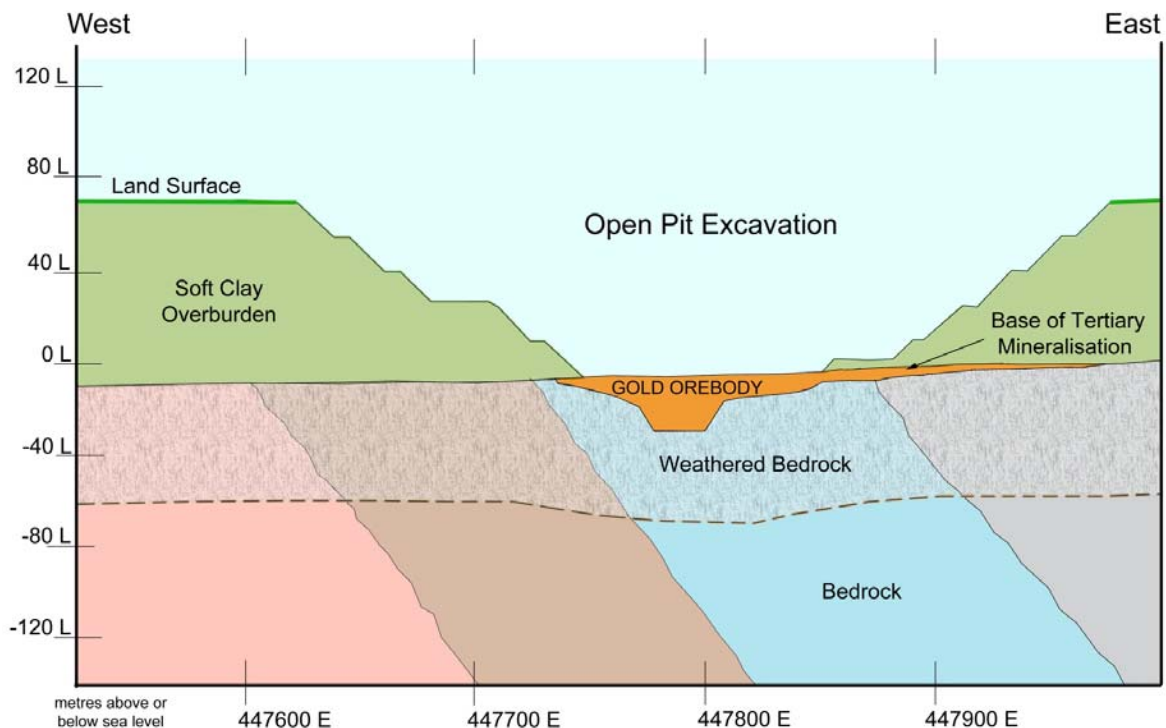 West
East
120 L
80 L
Land Surface
Open Pit Excavation
40 L
Soft Clay
Overburden
Base of Tertiary
Mineralisation
0 L
GOLD OREBODY
-40 L
Weathered Bedrock
-80 L
Bedrock
-120 L
metres above or
below sea level
447600 E
447700 E
447800 E
447900 E